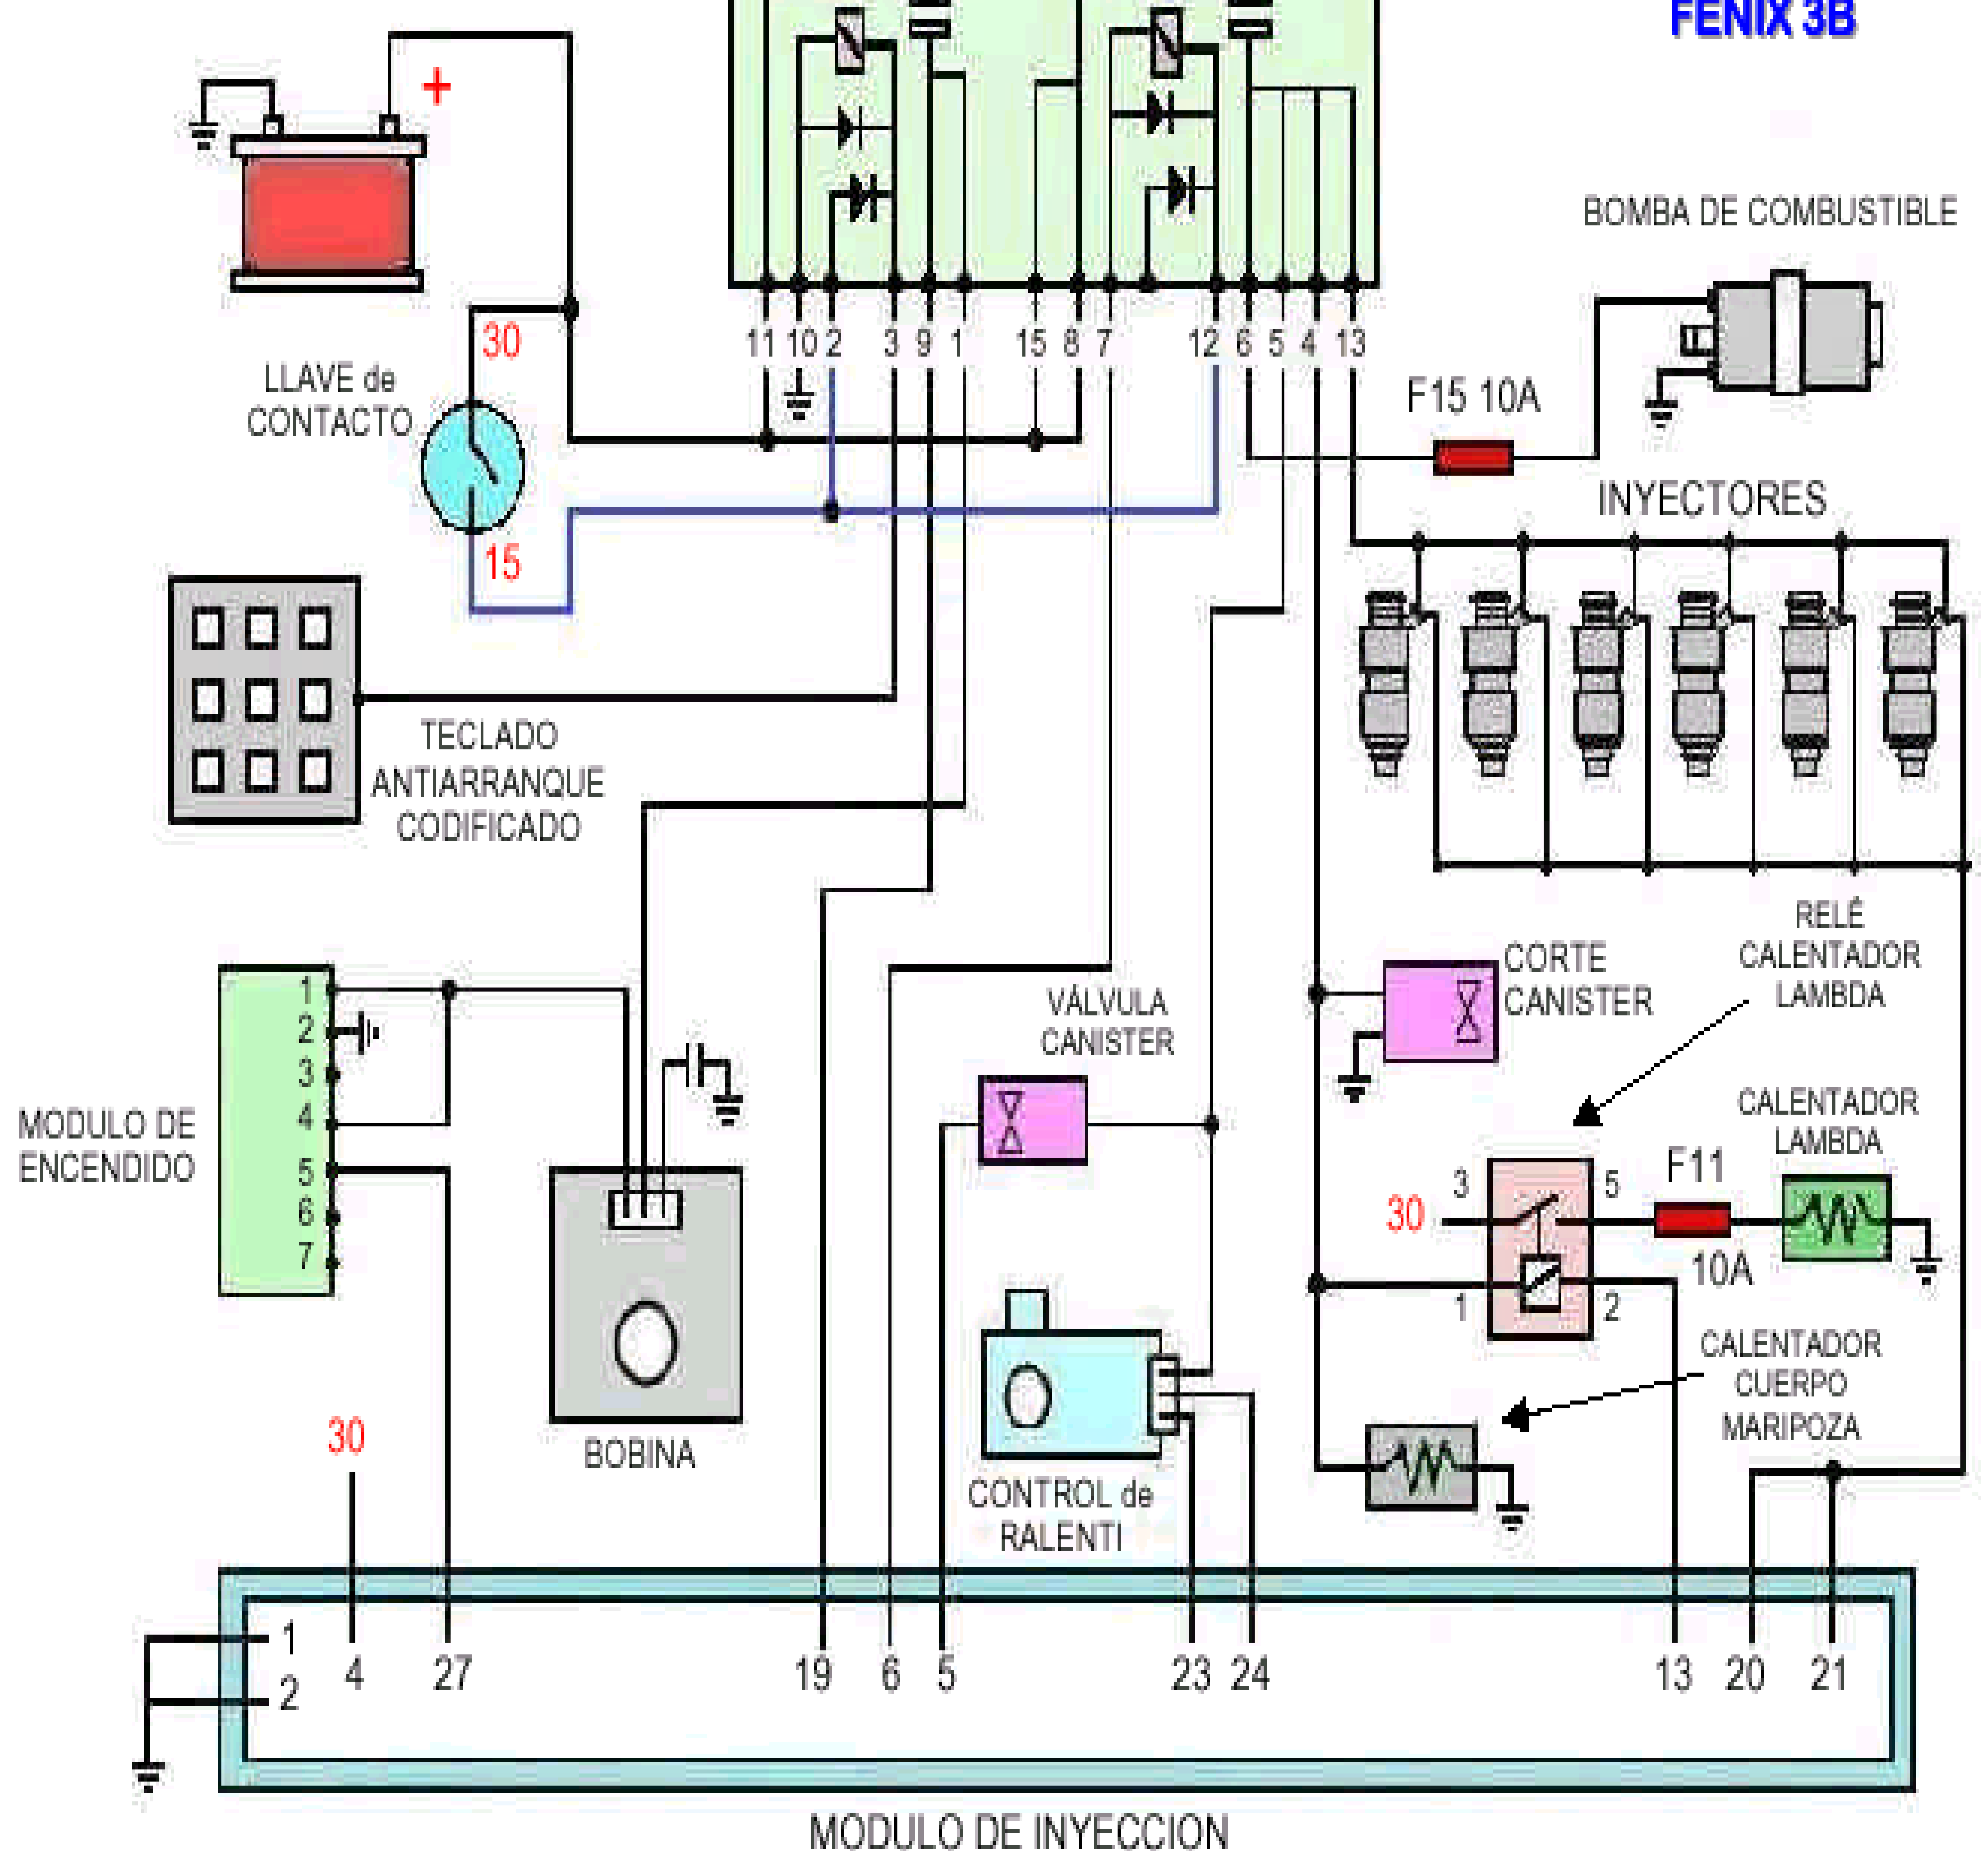 FENIX 3B
+
BOMBA DE COMBUSTIBLE
30
11 10 2 3 9 1 15 8 7 12 6 5 4 13
LLAVE de
CONTACTO
F15 10A
INYECTORES
15
TECLADO
ANTIARRANQUE
CODIFICADO
RELÉ
CALENTADOR
LAMBDA
CORTE
CANISTER
VÁLVULA
CANISTER
1
2
3
4
5
6
7
MODULO DE
ENCENDIDO
CALENTADOR
LAMBDA
F11
3
5
30
10A
1
2
CALENTADOR
CUERPO
MARIPOZA
30
BOBINA
CONTROL de
RALENTI
1
2
4 27 19 6 5 23 24 13 20 21
MODULO DE INYECCION